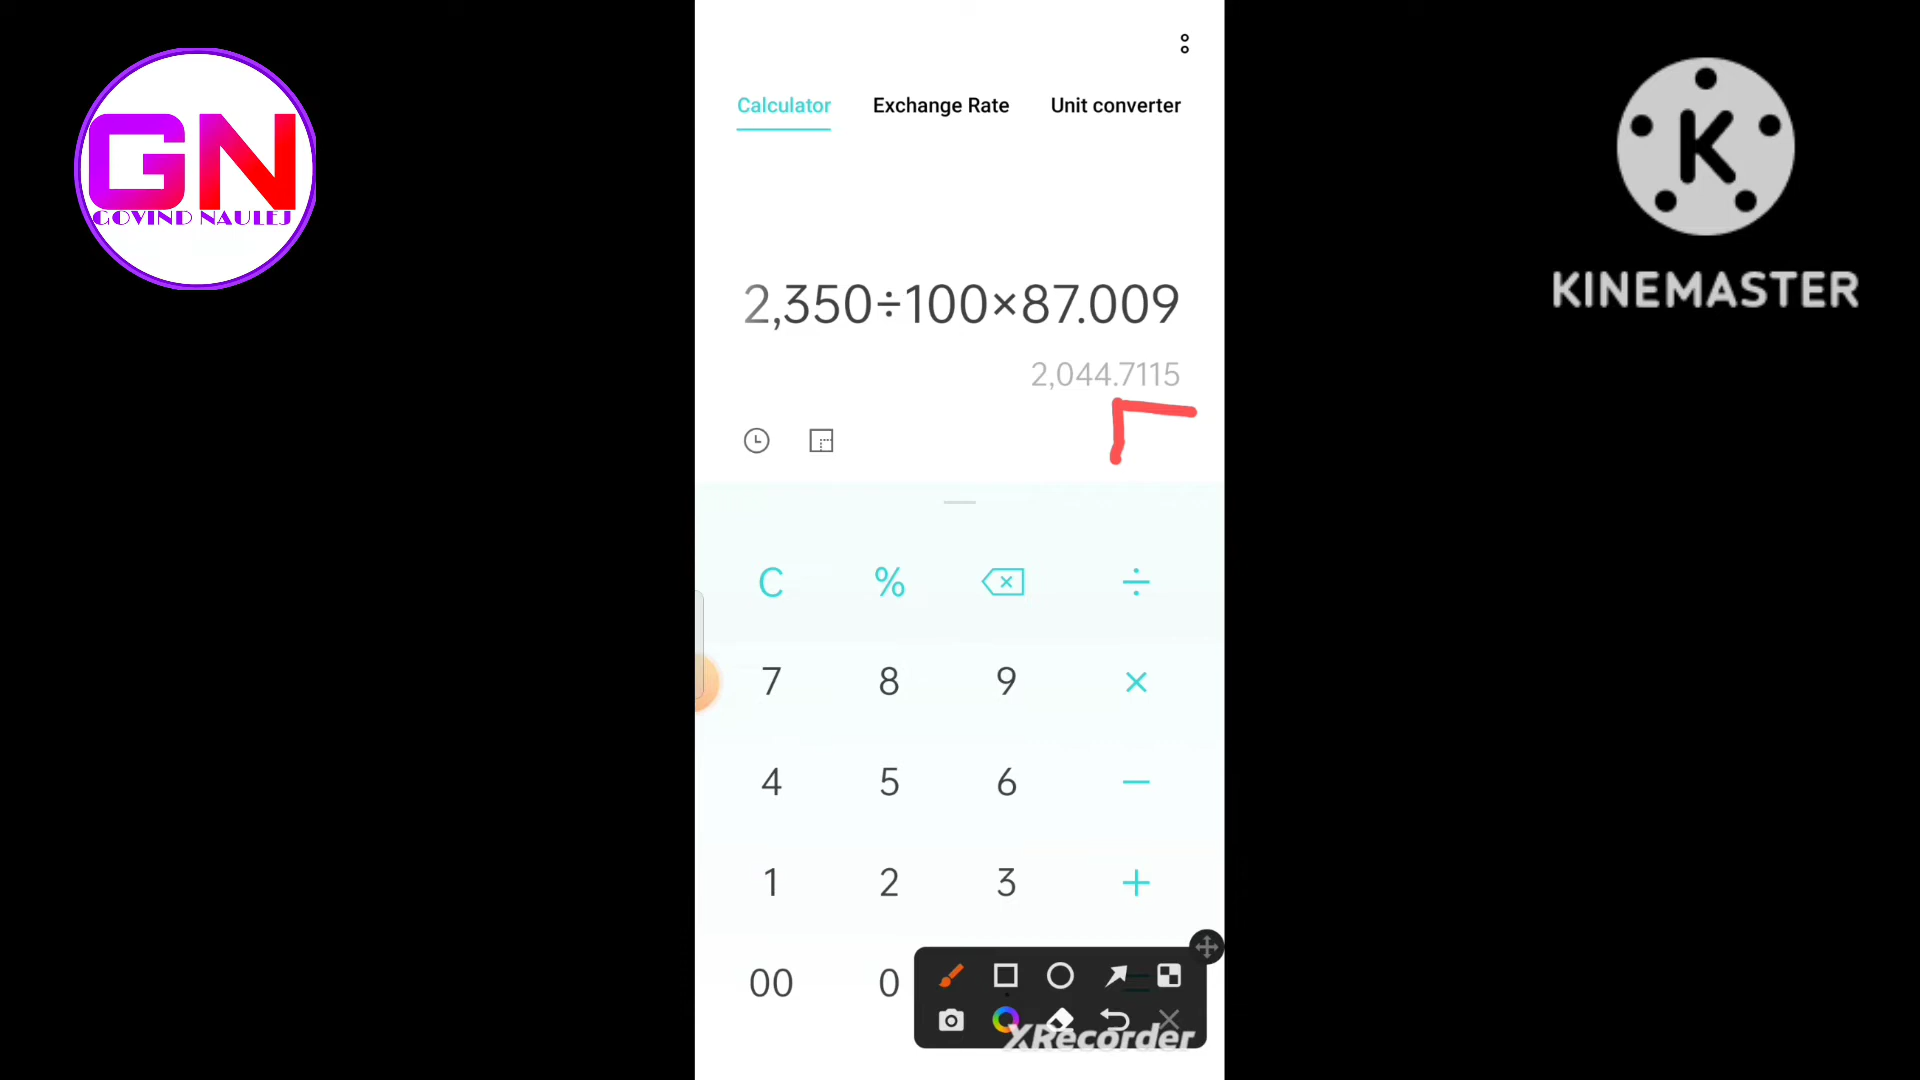 GN
GOVIND NAULEJ
Calculator Exchange Rate Unit converter
2,350÷100×87.009
2,044.7115
C % ÷
7 8 9 ×
4 5 6 −
1 2 3 +
00 0 =
XRecorder
K
KINEMASTER